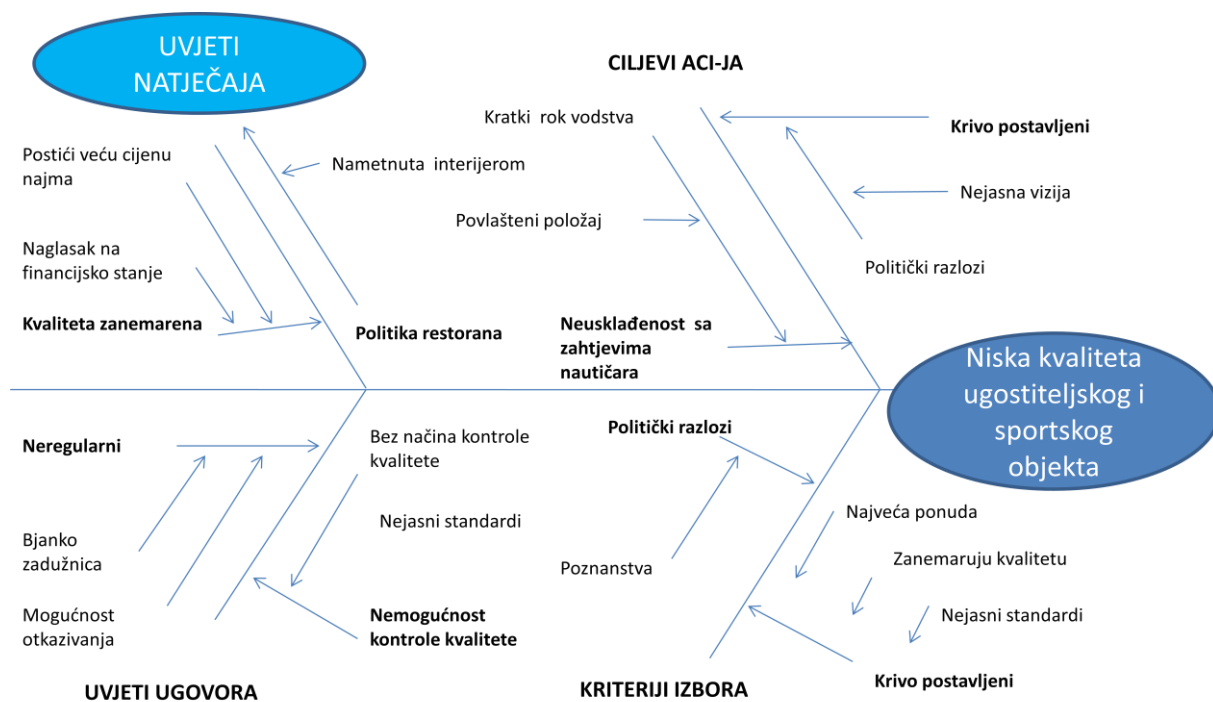 UVJETI
NATJEČAJA
CILJEVI ACI-JA
Kratki rok vodstva
Krivo postavljeni
Postići veću cijenu
najma
Nametnuta interijerom
Nejasna vizija
Povlašteni položaj
Naglasak na
financijsko stanje
Politički razlozi
Kvaliteta zanemarena
Politika restorana
Neusklađenost sa
zahtjevima
nautičara
Niska kvaliteta
ugostiteljskog i
sportskog
objekta
Neregularni
Bez načina kontrole
kvalitete
Politički razlozi
Nejasni standardi
Najveća ponuda
Bjanko
zadužnica
Poznanstva
Zanemaruju kvalitetu
Mogućnost
otkazivanja
Nemogućnost
kontrole kvalitete
Nejasni standardi
Krivo postavljeni
UVJETI UGOVORA
KRITERIJI IZBORA